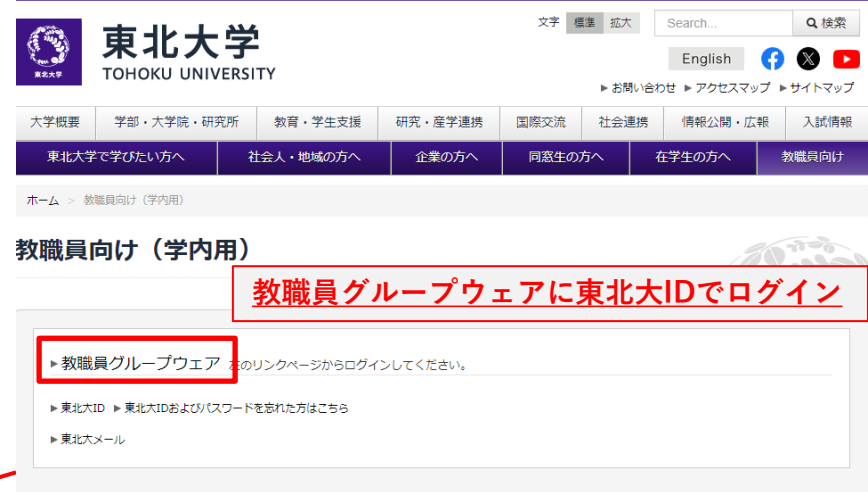 文字 標準 拡大 Search... 検索
東北大学
TOHOKU UNIVERSITY
東北大学
English
お問い合わせ アクセスマップ サイトマップ
大学概要 学部・大学院・研究所 教育・学生支援 研究・産学連携 国際交流 社会連携 情報公開・広報 入試情報
東北大学で学びたい方へ 社会人・地域の方へ 企業の方へ 同窓生の方へ 在学生の方へ 教職員向け
ホーム > 教職員向け（学内用）
教職員向け（学内用）
教職員グループウェアに東北大IDでログイン
教職員グループウェア 左のリンクページからログインしてください。
東北大ID 東北大IDおよびパスワードを忘れた方はこちら
東北大メール